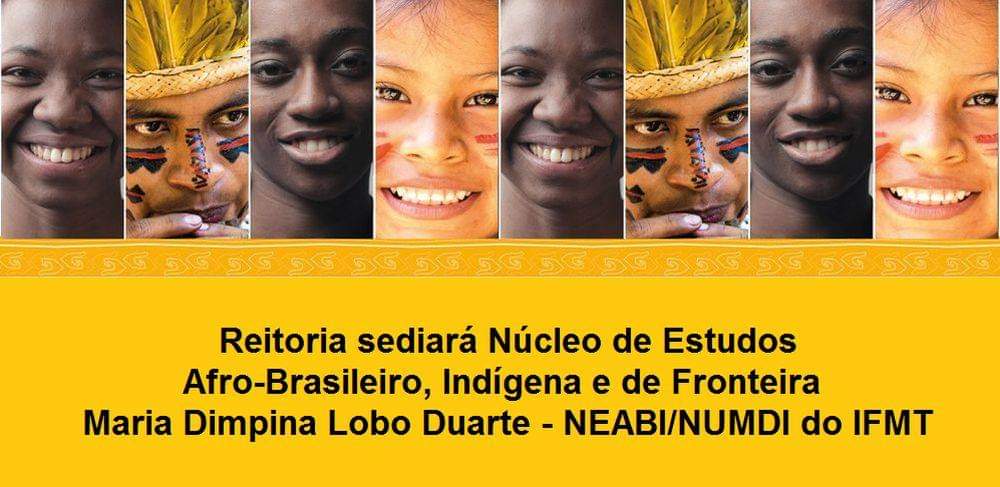 Reitoria sediará Núcleo de Estudos
Afro-Brasileiro, Indígena e de Fronteira
Maria Dimpina Lobo Duarte - NEABI/NUMDI do IFMT